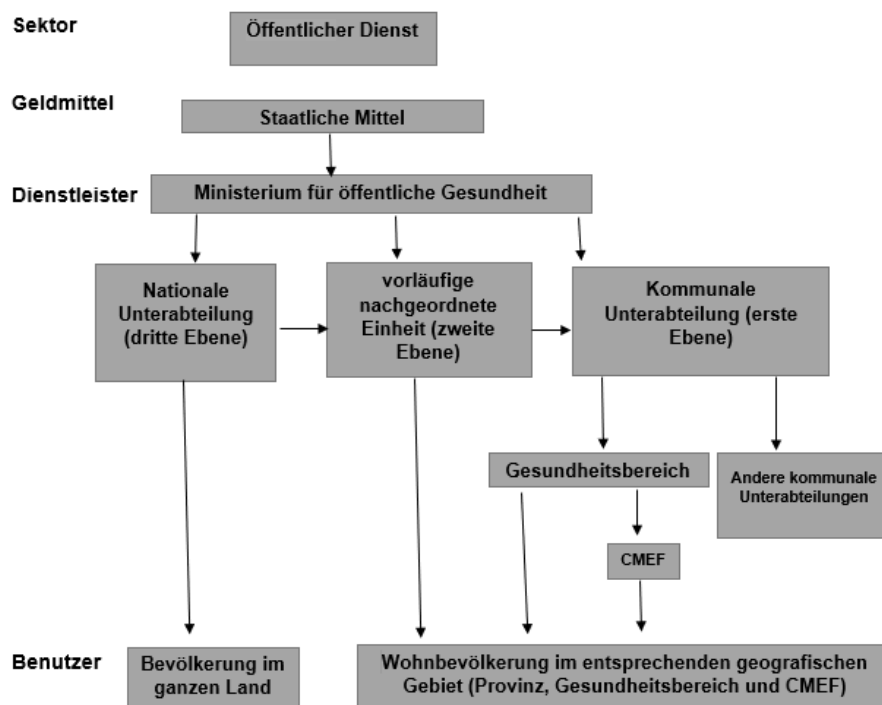 Sektor
Öffentlicher Dienst
Geldmittel
Staatliche Mittel
Dienstleister
Ministerium für öffentliche Gesundheit
Nationale
Unterabteilung
(dritte Ebene)
vorläufige
nachgeordnete
Einheit (zweite
Ebene)
Kommunale
Unterabteilung (erste
Ebene)
Gesundheitsbereich
Andere kommunale
Unterabteilungen
CMEF
Benutzer
Bevölkerung im
ganzen Land
Wohnbevölkerung im entsprechenden geografischen
Gebiet (Provinz, Gesundheitsbereich und CMEF)